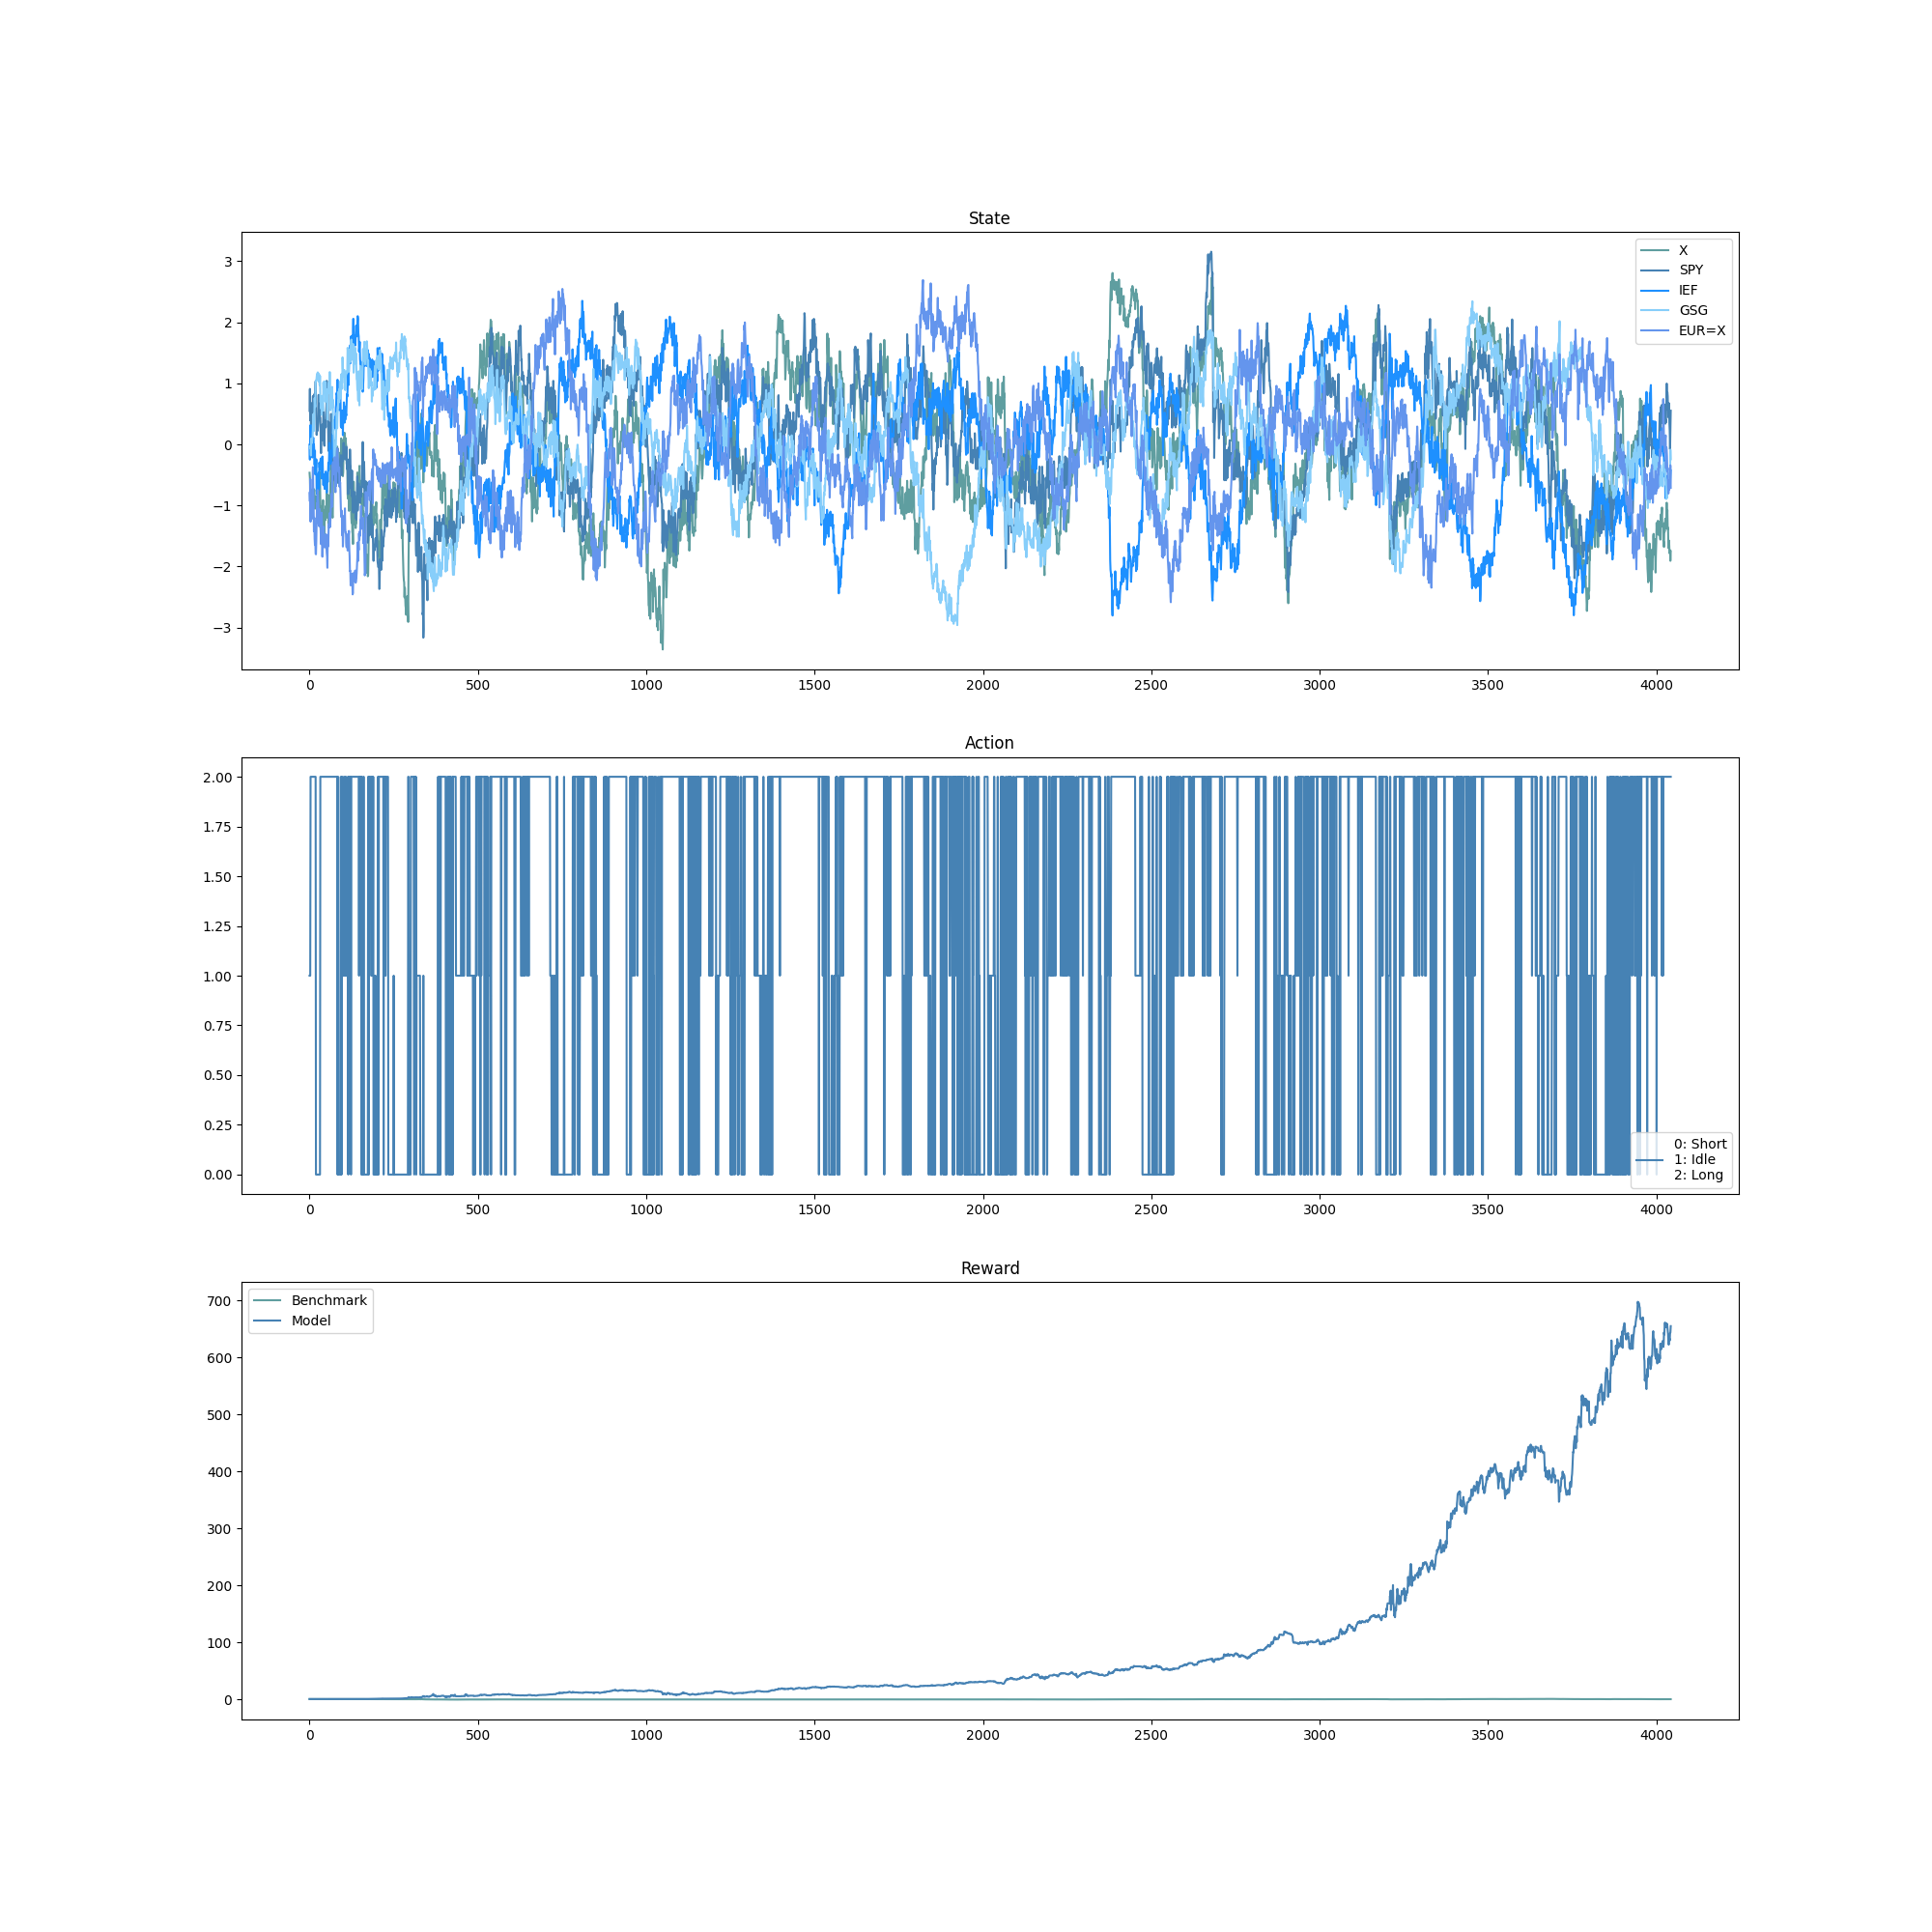 State
3
2
1
0
−1
−2
−3
X
SPY
IEF
GSG
EUR=X
0 500 1000 1500 2000 2500 3000 3500 4000
Action
2.00
1.75
1.50
1.25
1.00
0.75
0.50
0.25
0.00
0: Short
1: Idle
2: Long
0 500 1000 1500 2000 2500 3000 3500 4000
Reward
700
600
500
400
300
200
100
0
Benchmark
Model
0 500 1000 1500 2000 2500 3000 3500 4000